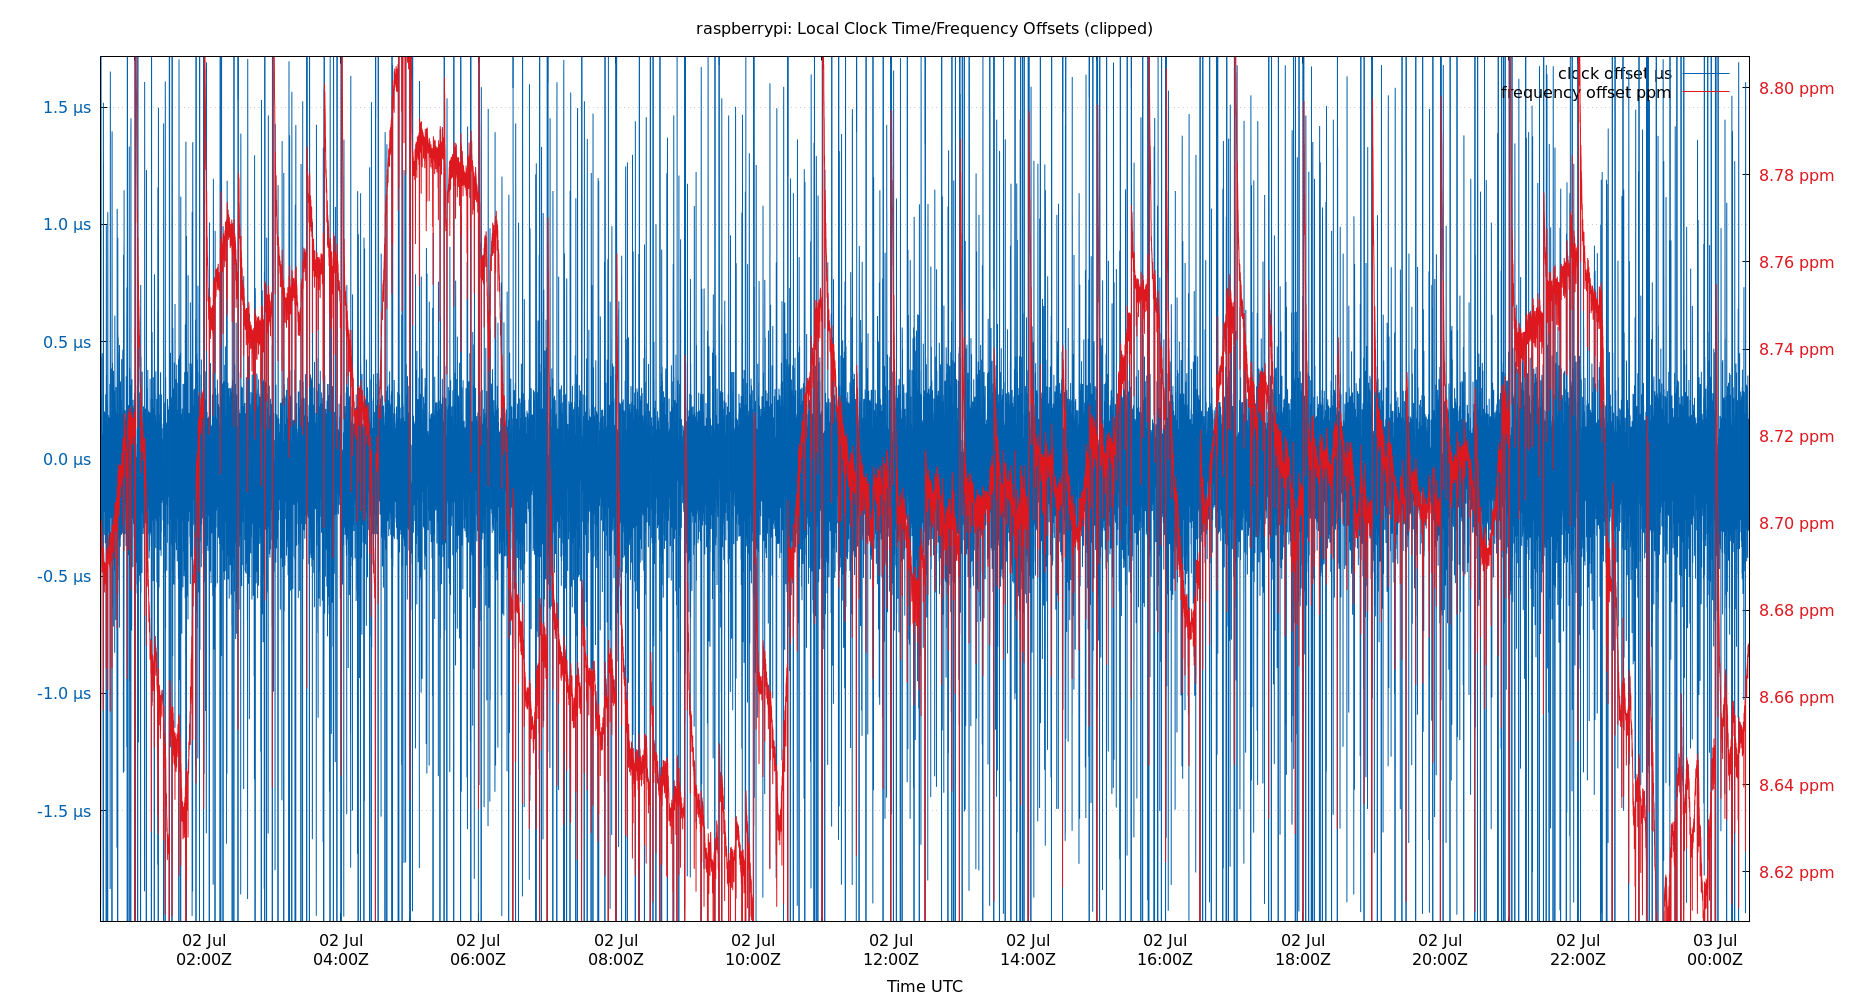 raspberrypi: Local Clock Time/Frequency Offsets (clipped)
clock offset µs
frequency offset ppm
1.5 µs
1.0 µs
0.5 µs
0.0 µs
-0.5 µs
-1.0 µs
-1.5 µs
8.80 ppm
8.78 ppm
8.76 ppm
8.74 ppm
8.72 ppm
8.70 ppm
8.68 ppm
8.66 ppm
8.64 ppm
8.62 ppm
02 Jul 02 Jul 02 Jul 02 Jul 02 Jul 02 Jul 02 Jul 02 Jul 02 Jul 02 Jul 02 Jul 03 Jul
02:00Z 04:00Z 06:00Z 08:00Z 10:00Z 12:00Z 14:00Z 16:00Z 18:00Z 20:00Z 22:00Z 00:00Z
Time UTC